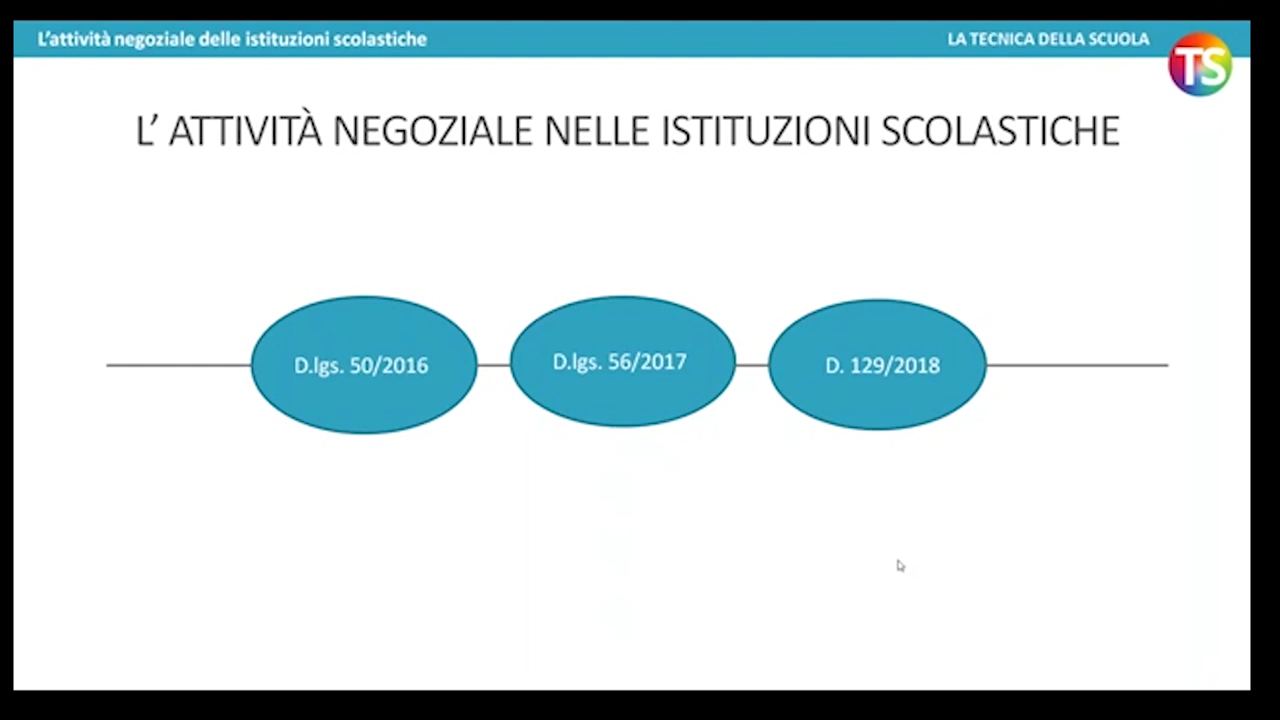 L'attività negoziale delle istituzioni scolastiche
LA TECNICA DELLA SCUOLA
TS
L' ATTIVITÀ NEGOZIALE NELLE ISTITUZIONI SCOLASTICHE
D.lgs. 50/2016
D.lgs. 56/2017
D. 129/2018